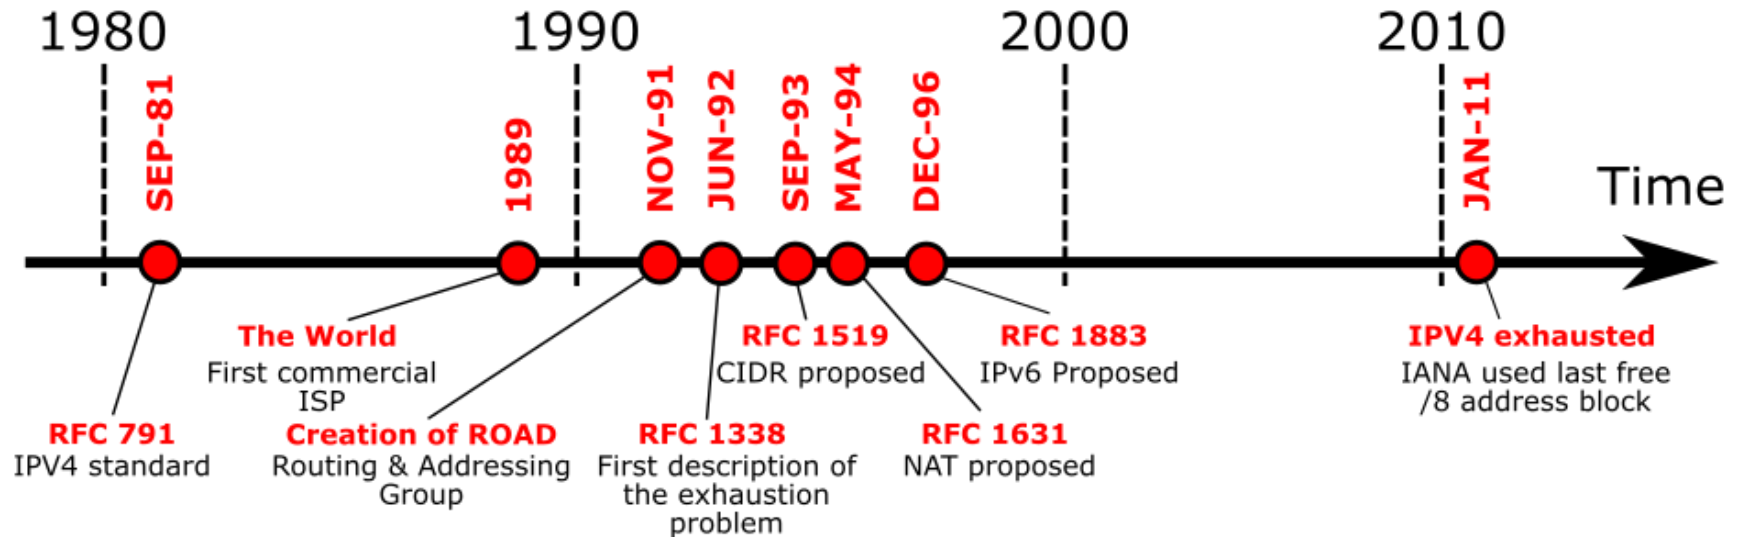 1980
1990
2000
2010
SEP-81
1989
NOV-91
JUN-92
SEP-93
MAY-94
DEC-96
JAN-11
Time
The World
First commercial
ISP
RFC 1519
CIDR proposed
RFC 1883
IPv6 Proposed
IPV4 exhausted
IANA used last free
/8 address block
RFC 791
IPV4 standard
Creation of ROAD
Routing & Addressing
Group
RFC 1338
First description of
the exhaustion
problem
RFC 1631
NAT proposed